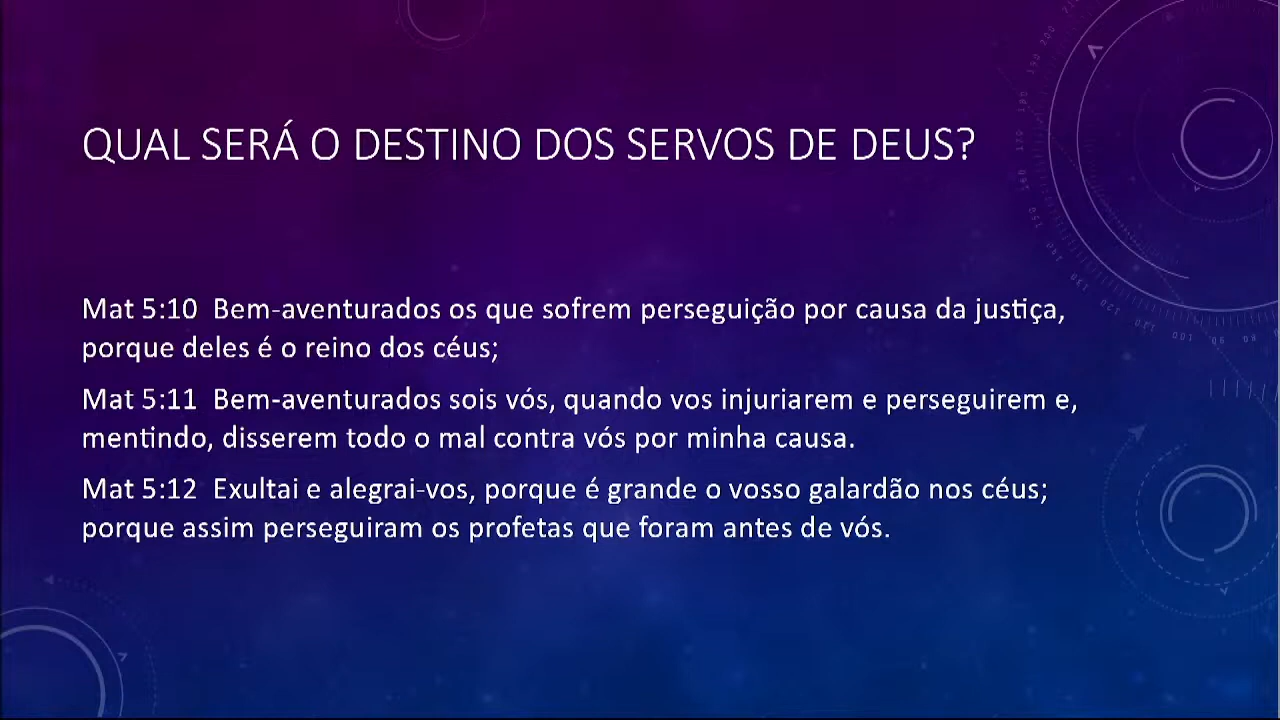 QUAL SERÁ O DESTINO DOS SERVOS DE DEUS?
Mat 5:10 Bem-aventurados os que sofrem perseguição por causa da justiça,
porque deles é o reino dos céus;
Mat 5:11 Bem-aventurados sois vós, quando vos injuriarem e perseguirem e,
mentindo, disserem todo o mal contra vós por minha causa.
Mat 5:12 Exultai e alegrai-vos, porque é grande o vosso galardão nos céus;
porque assim perseguiram os profetas que foram antes de vós.